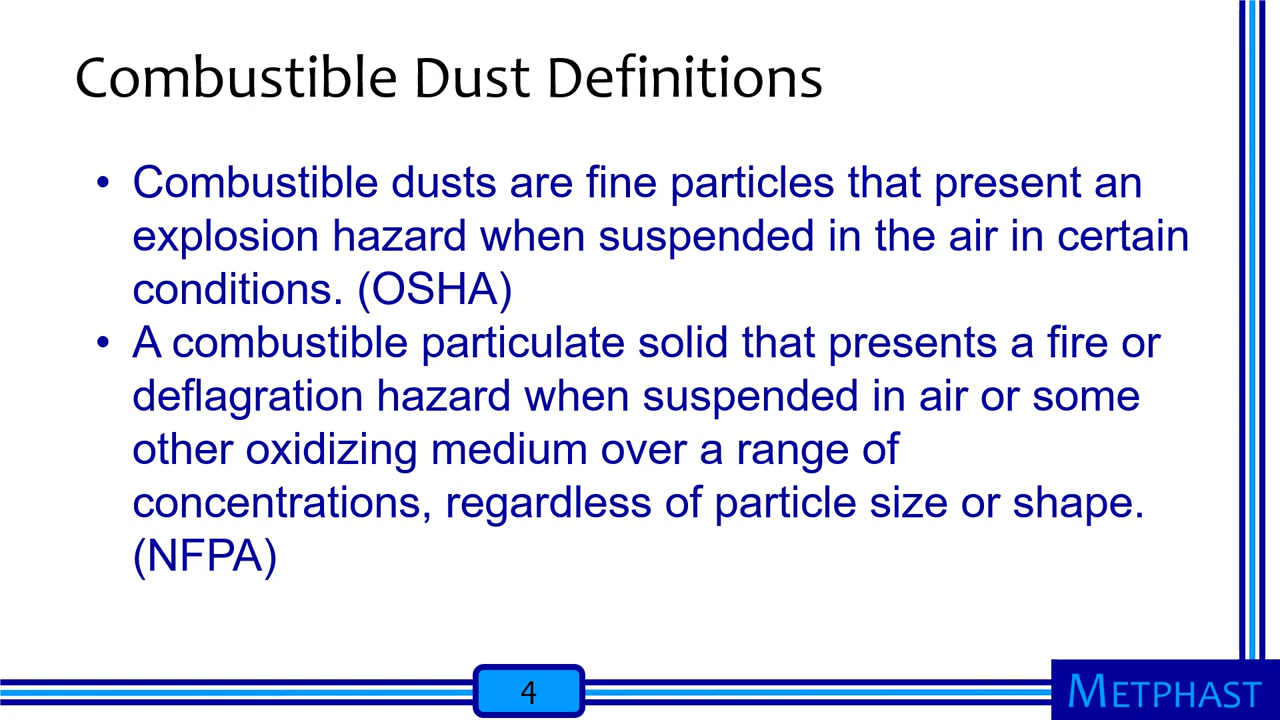 Combustible Dust Definitions
• Combustible dusts are fine particles that present an
explosion hazard when suspended in the air in certain
conditions. (OSHA)
• A combustible particulate solid that presents a fire or
deflagration hazard when suspended in air or some
other oxidizing medium over a range of
concentrations, regardless of particle size or shape.
(NFPA)
4
METPHAST